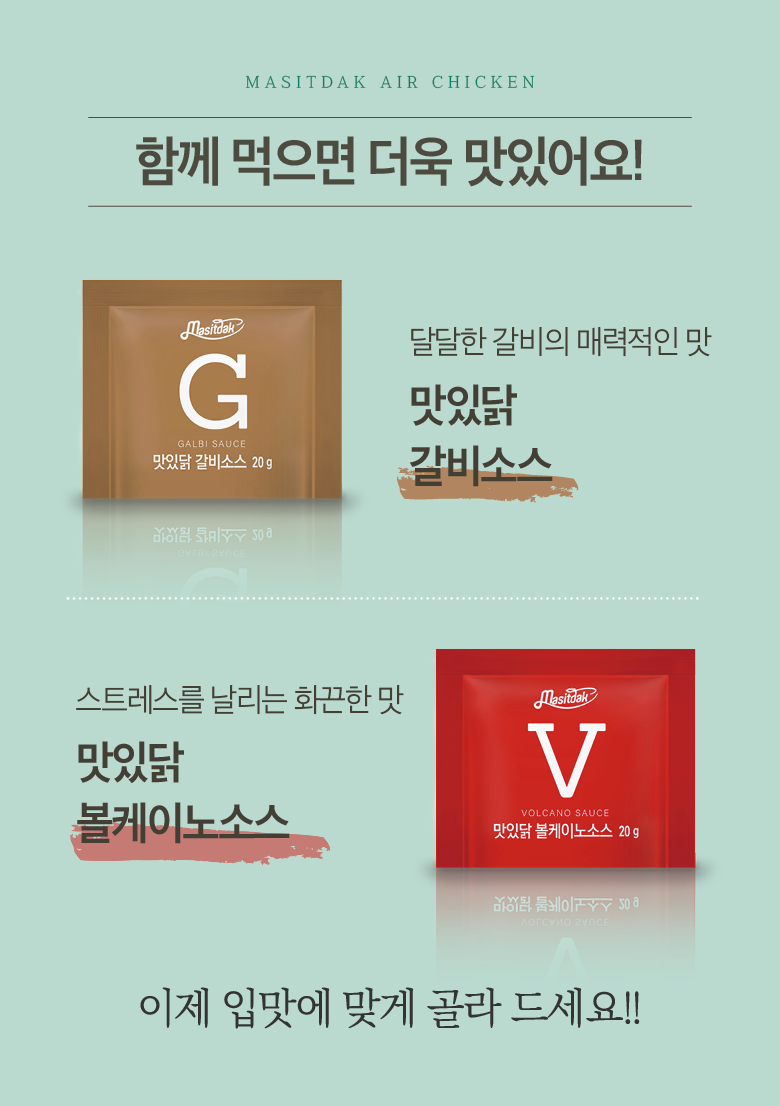 MASITDAK AIR CHICKEN
함께 먹으면 더욱 맛있어요!
Masitdak
G
GALBI SAUCE
맛있닭 갈비소스 20 g
달달한 갈비의 매력적인 맛
맛있닭
갈비소스
스트레스를 날리는 화끈한 맛
맛있닭
볼케이노소스
Masitdak
V
VOLCANO SAUCE
맛있닭 볼케이노소스 20 g
이제 입맛에 맞게 골라 드세요!!